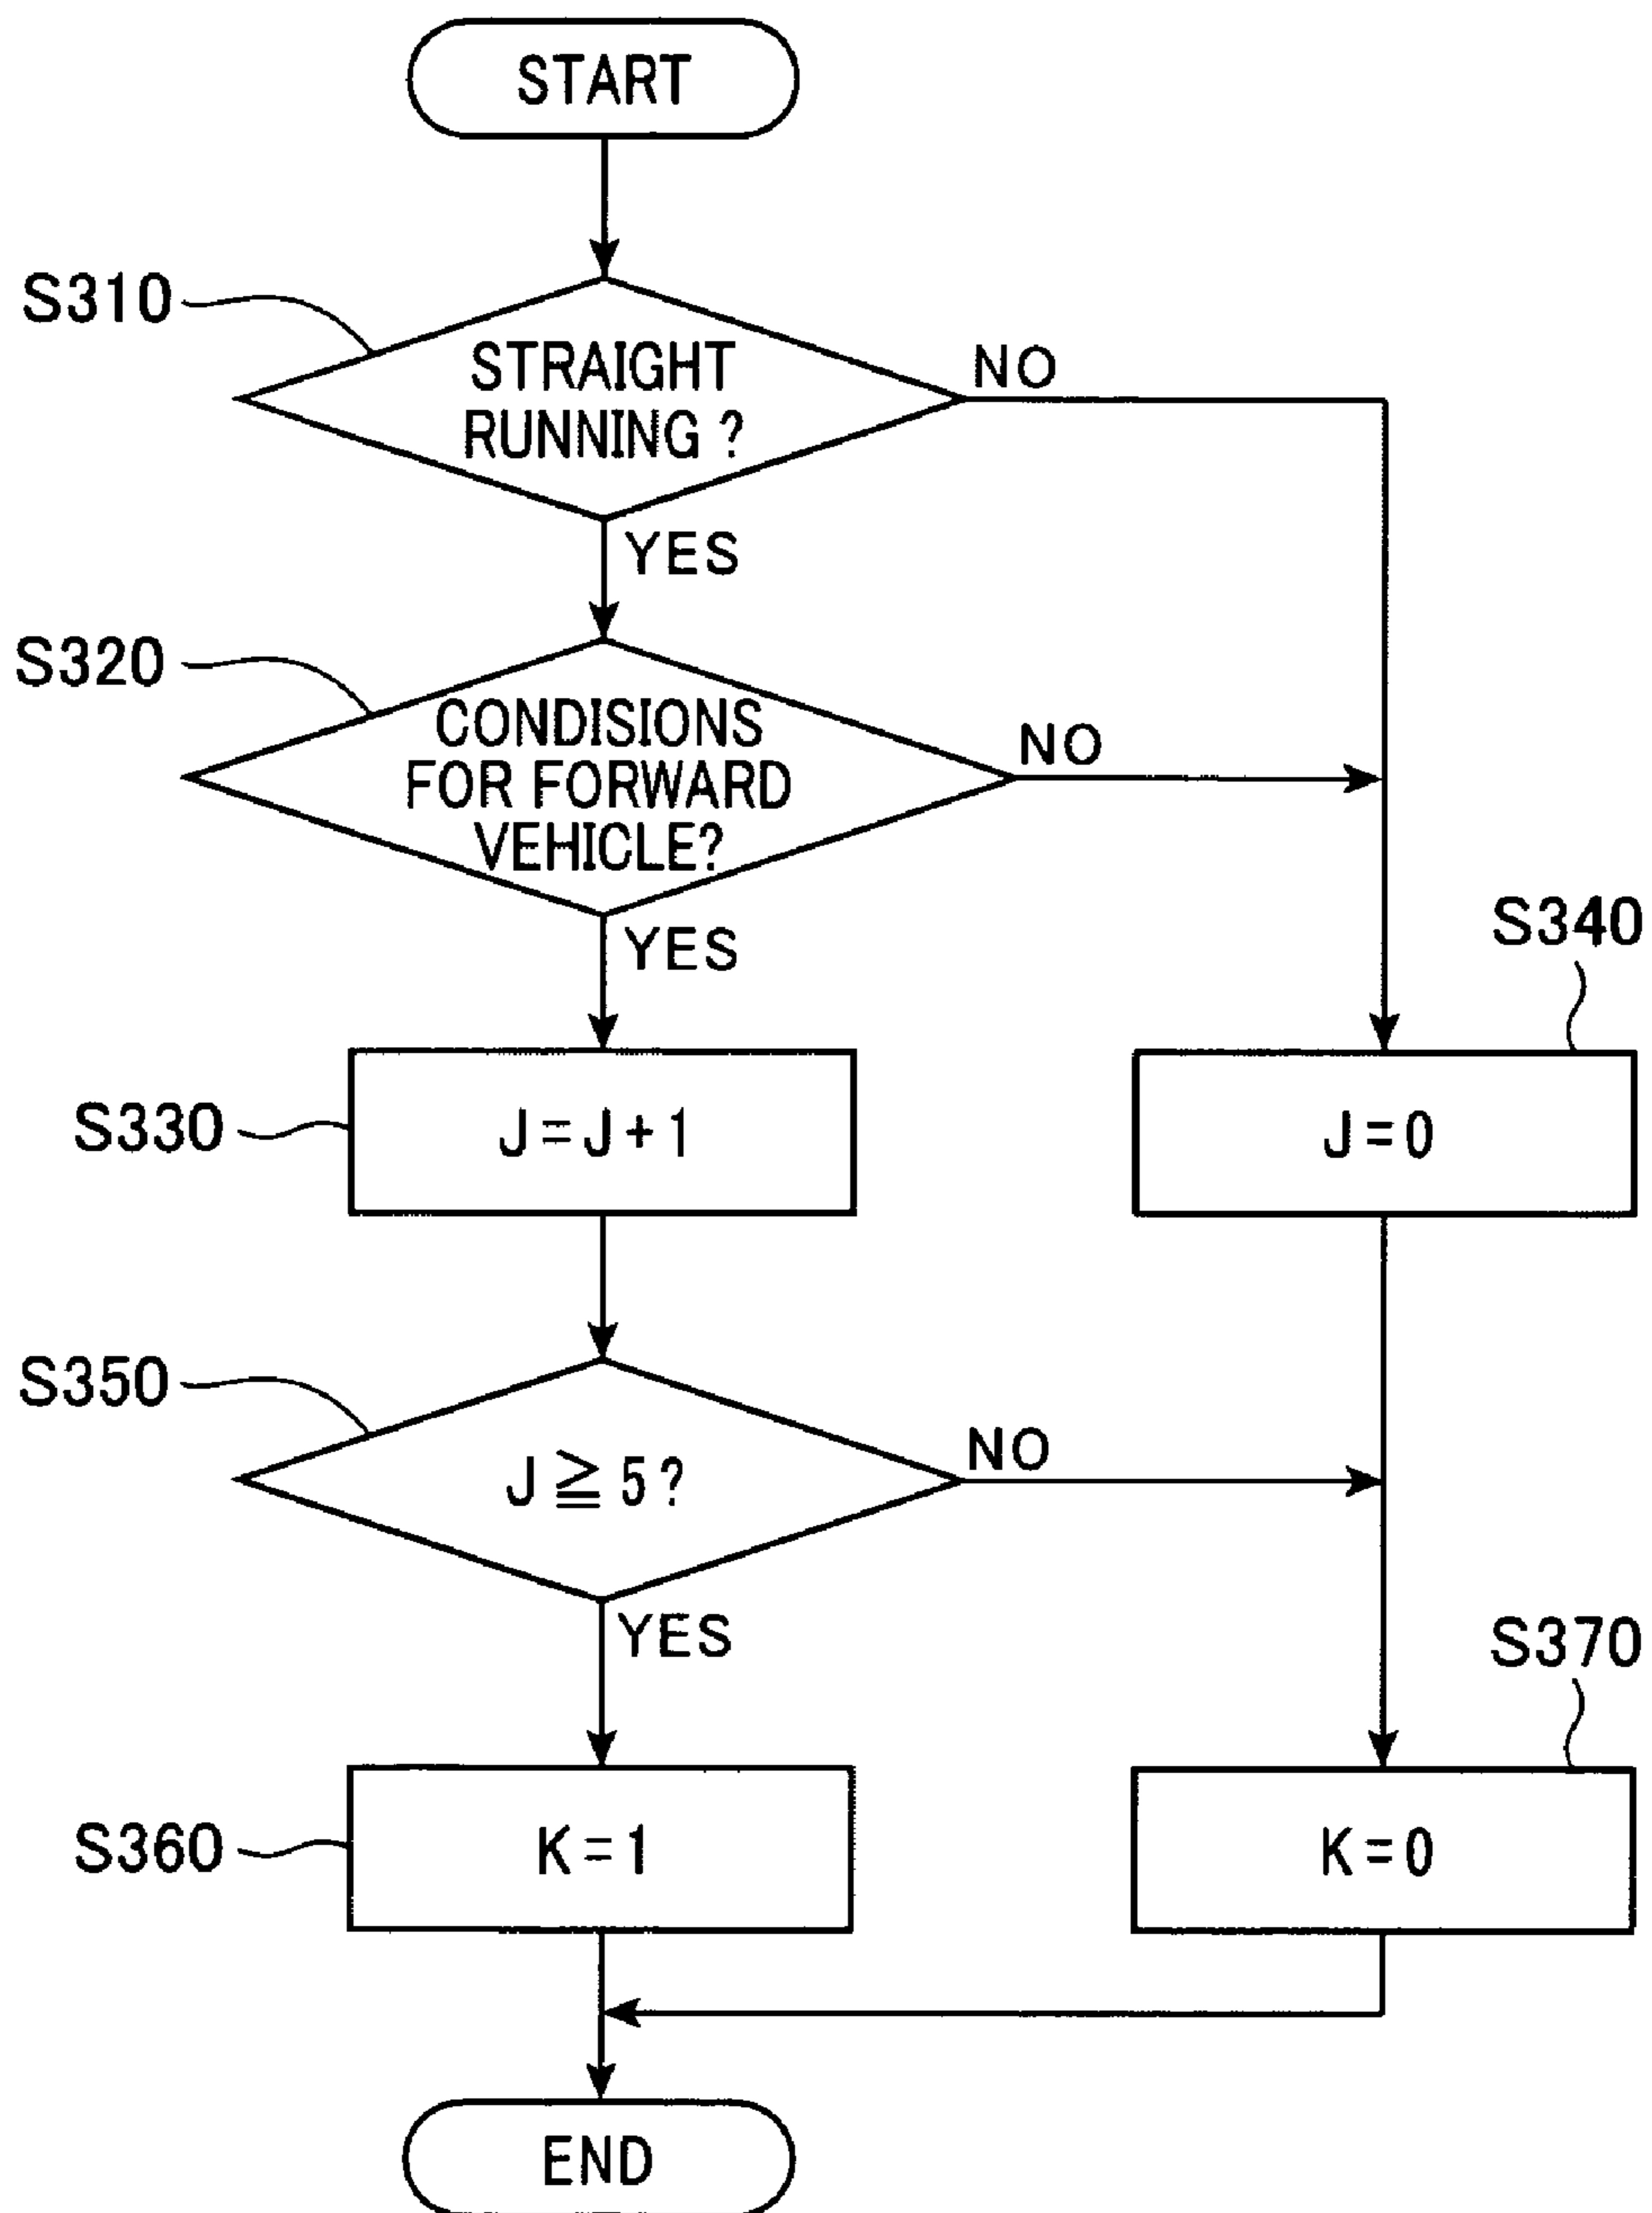 START
S310
STRAIGHT
RUNNING ?
NO
YES
S320
CONDISIONS
FOR FORWARD
VEHICLE?
NO
YES
S330
J=J+1
S340
J=0
S350
J ≧ 5?
NO
YES
S360
K=1
S370
K=0
END